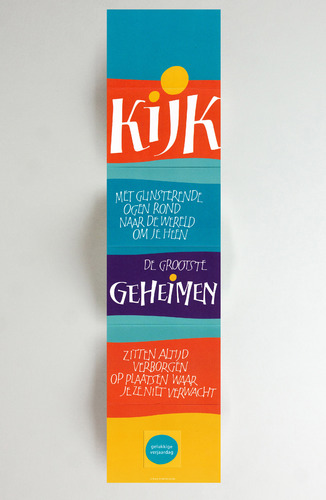 KijK
MET GLINSTERENDE
OGEN ROND
NAAR DE WERELD
OM JE HEEN
DE GROOTSTE
GEHEIMEN
ZITTEN ALTIJD
VERBORGEN
OP PLAATSEN WAAR
JE ZE NIET VERWACHT
gelukkige
verjaardag